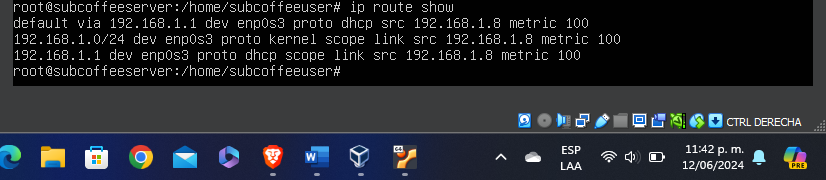 root@subcoffeeserver:/home/subcoffeeuser# ip route show
default via 192.168.1.1 dev enp0s3 proto dhcp src 192.168.1.8 metric 100
192.168.1.0/24 dev enp0s3 proto kernel scope link src 192.168.1.8 metric 100
192.168.1.1 dev enp0s3 proto dhcp scope link src 192.168.1.8 metric 100
root@subcoffeeserver:/home/subcoffeeuser#
CTRL DERECHA
ESP
LAA
11:42 p. m.
12/06/2024
W
64
PRE